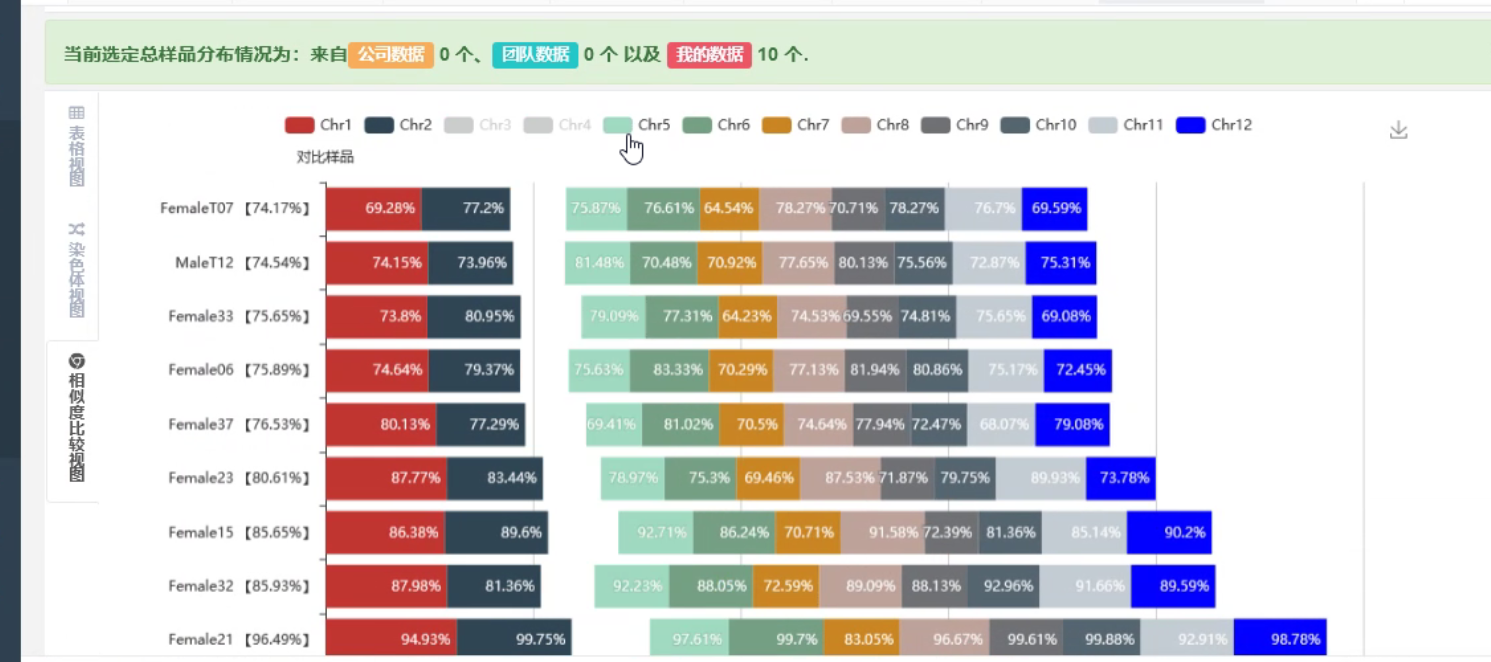 当前选定总样品分布情况为：来自 公司数据 0 个、 团队数据 0 个 以及 我的数据 10 个.
表格视图
染色体视图
相似度比较视图
Chr1 Chr2 Chr3 Chr4 Chr5 Chr6 Chr7 Chr8 Chr9 Chr10 Chr11 Chr12
对比样品
FemaleT07 【74.17%】 69.28% 77.2% 75.87% 76.61% 64.54% 78.27% 70.71% 78.27% 76.7% 69.59%
MaleT12 【74.54%】 74.15% 73.96% 81.48% 70.48% 70.92% 77.65% 80.13% 75.56% 72.87% 75.31%
Female33 【75.65%】 73.8% 80.95% 79.09% 77.31% 64.23% 74.53% 69.55% 74.81% 75.65% 69.08%
Female06 【75.89%】 74.64% 79.37% 75.63% 83.33% 70.29% 77.13% 81.94% 80.86% 75.17% 72.45%
Female37 【76.53%】 80.13% 77.29% 69.41% 81.02% 70.5% 74.64% 77.94% 72.47% 68.07% 79.08%
Female23 【80.61%】 87.77% 83.44% 78.97% 75.3% 69.46% 87.53% 71.87% 79.75% 89.93% 73.78%
Female15 【85.65%】 86.38% 89.6% 92.71% 86.24% 70.71% 91.58% 72.39% 81.36% 85.14% 90.2%
Female32 【85.93%】 87.98% 81.36% 92.23% 88.05% 72.59% 89.09% 88.13% 92.96% 91.66% 89.59%
Female21 【96.49%】 94.93% 99.75% 97.61% 99.7% 83.05% 96.67% 99.61% 99.88% 92.91% 98.78%